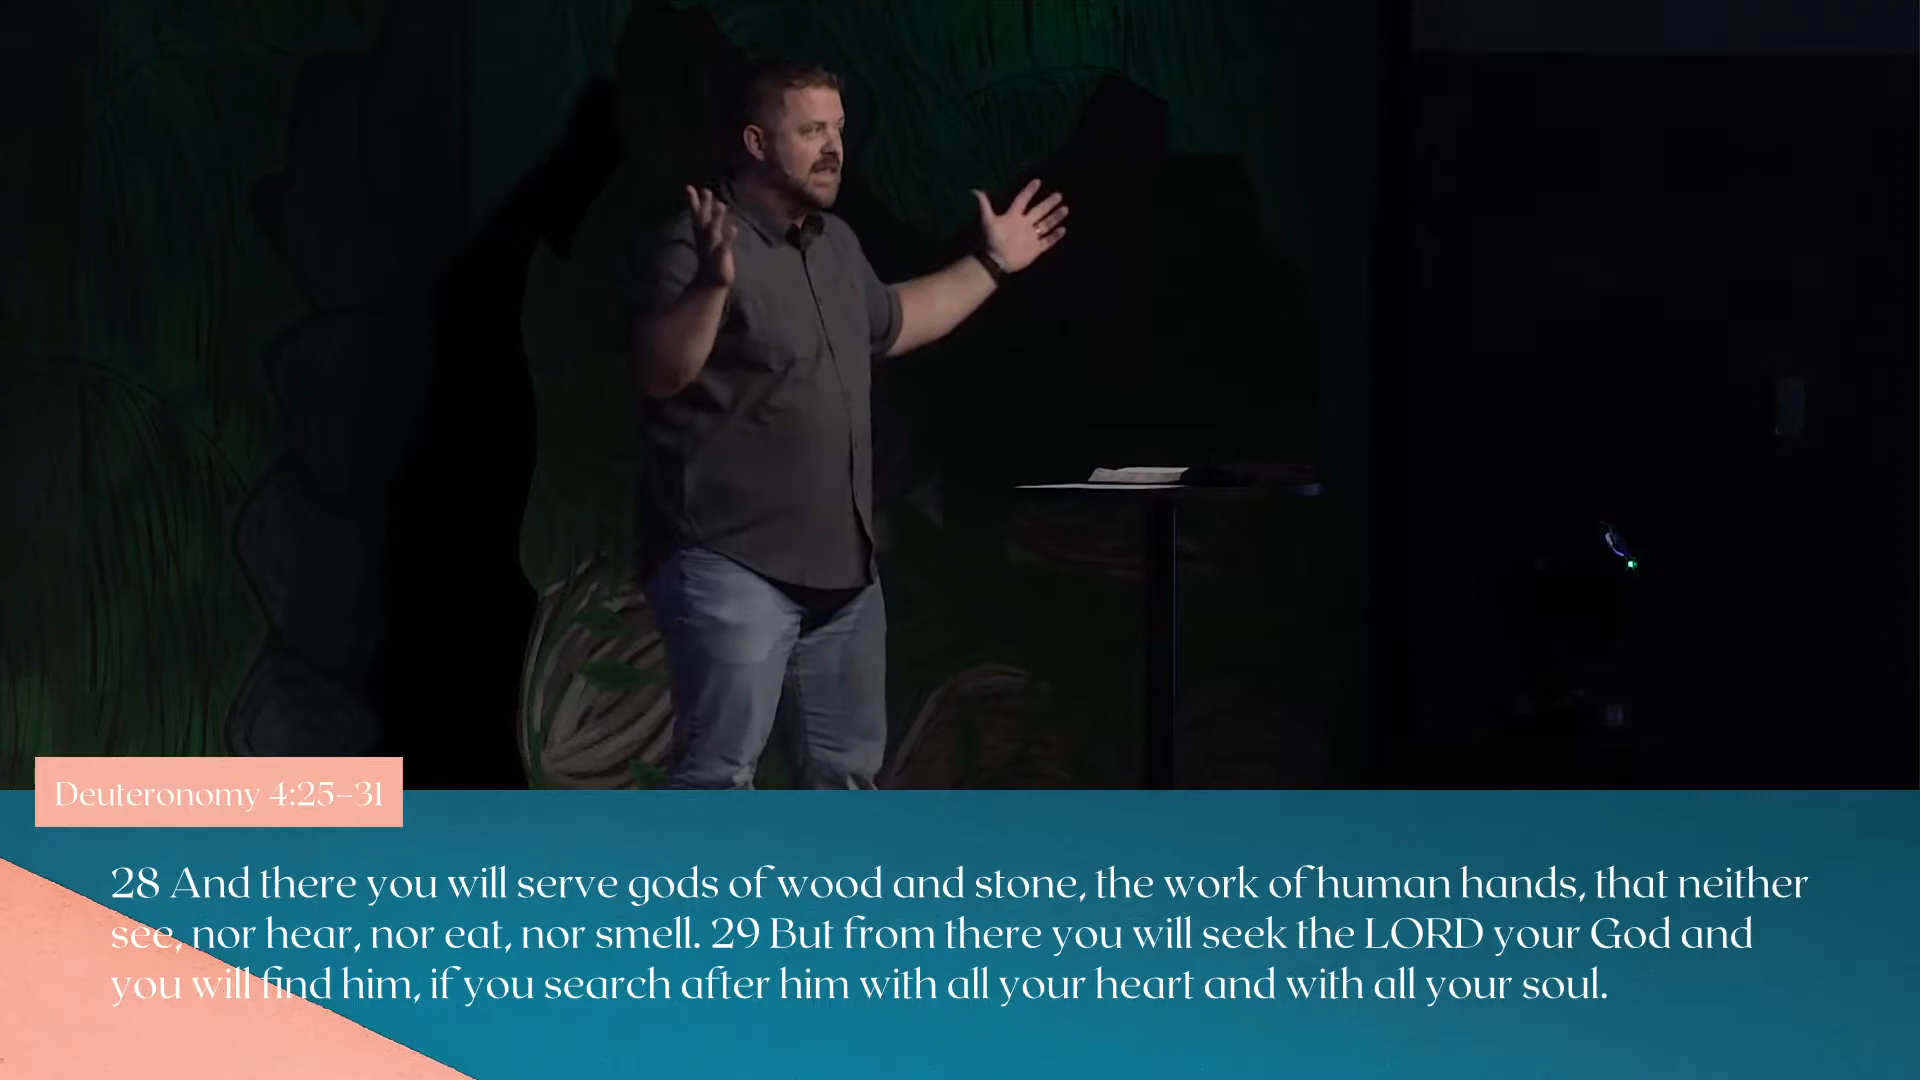 Deuteronomy 4:25–31
28 And there you will serve gods of wood and stone, the work of human hands, that neither
see, nor hear, nor eat, nor smell. 29 But from there you will seek the LORD your God and
you will find him, if you search after him with all your heart and with all your soul.